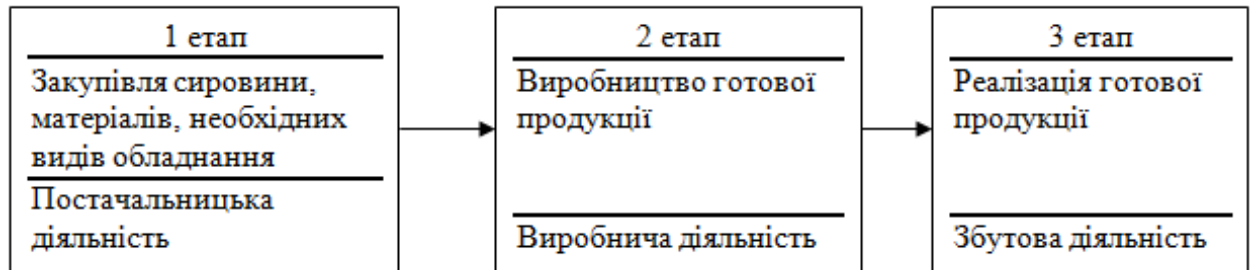 1 етап
Закупівля сировини,
матеріалів, необхідних
видів обладнання
Постачальницька
діяльність
2 етап
Виробництво готової
продукції
Виробнича діяльність
3 етап
Реалізація готової
продукції
Збутова діяльність